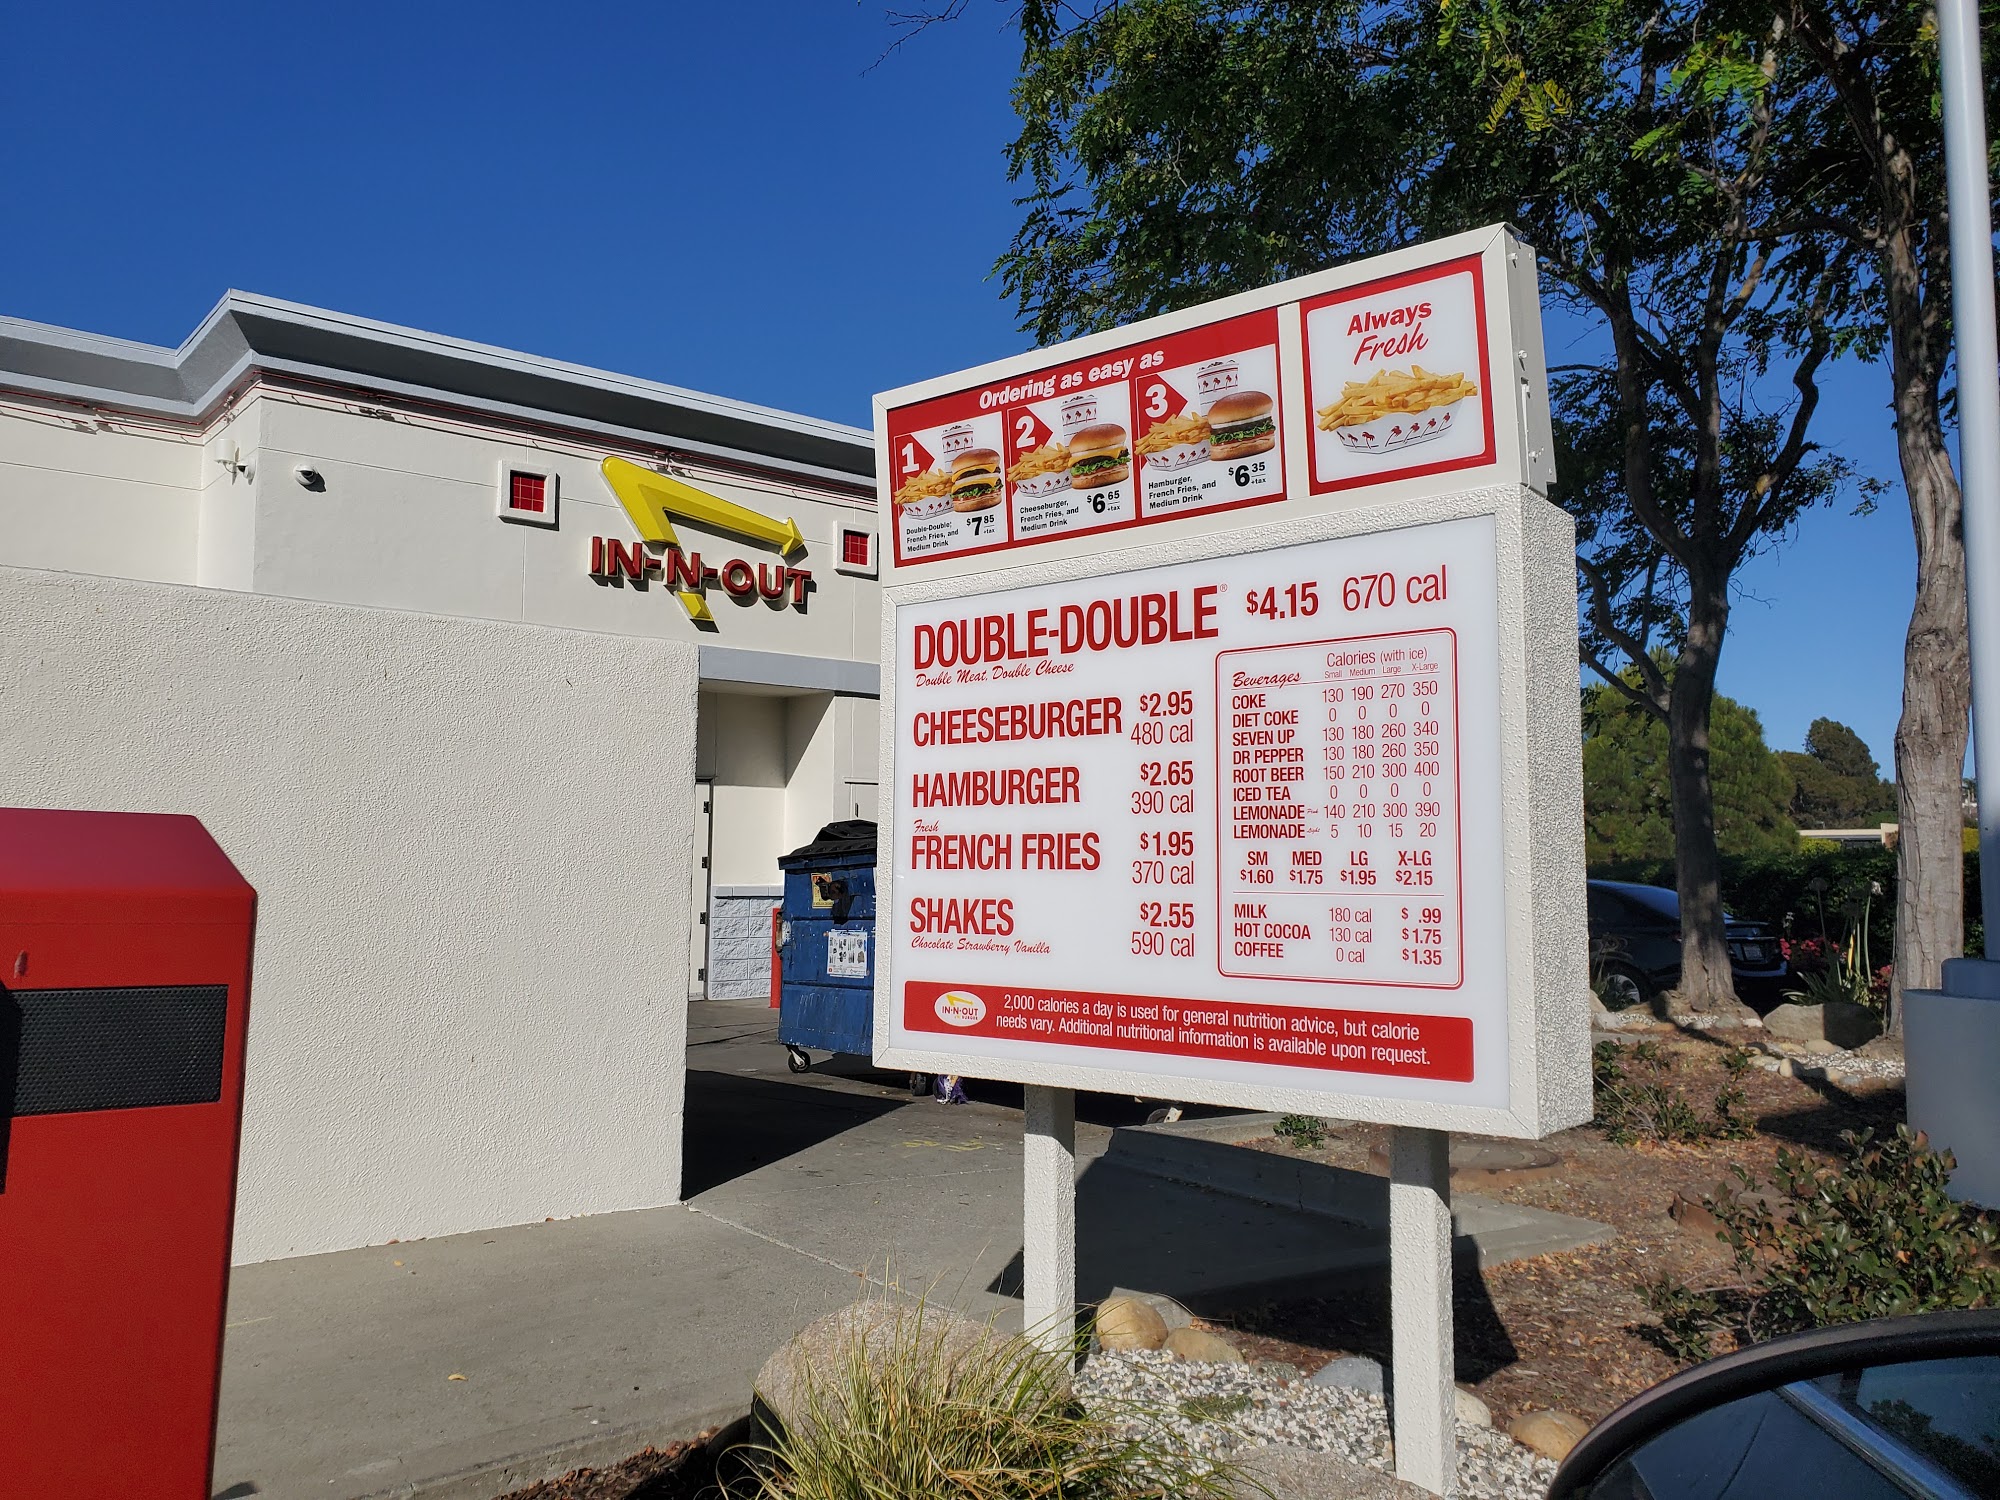 IN-N-OUT
Ordering as easy as
1
Double-Double,
French Fries, and
Medium Drink
$7 85
+tax
2
Cheeseburger,
French Fries, and
Medium Drink
$6 65
+tax
3
Hamburger,
French Fries, and
Medium Drink
$6 35
+tax
Always
Fresh
DOUBLE-DOUBLE® $4.15 670 cal
Double Meat, Double Cheese
CHEESEBURGER $2.95
480 cal
HAMBURGER $2.65
390 cal
Fresh
FRENCH FRIES $1.95
370 cal
SHAKES $2.55
Chocolate Strawberry Vanilla 590 cal
Calories (with ice)
Beverages Small Medium Large X-Large
COKE 130 190 270 350
DIET COKE 0 0 0 0
SEVEN UP 130 180 260 340
DR PEPPER 130 180 260 350
ROOT BEER 150 210 300 400
ICED TEA 0 0 0 0
LEMONADE Pink 140 210 300 390
LEMONADE Light 5 10 15 20
SM MED LG X-LG
$1.60 $1.75 $1.95 $2.15
MILK 180 cal $ .99
HOT COCOA 130 cal $1.75
COFFEE 0 cal $1.35
IN-N-OUT
BURGER
2,000 calories a day is used for general nutrition advice, but calorie
needs vary. Additional nutritional information is available upon request.